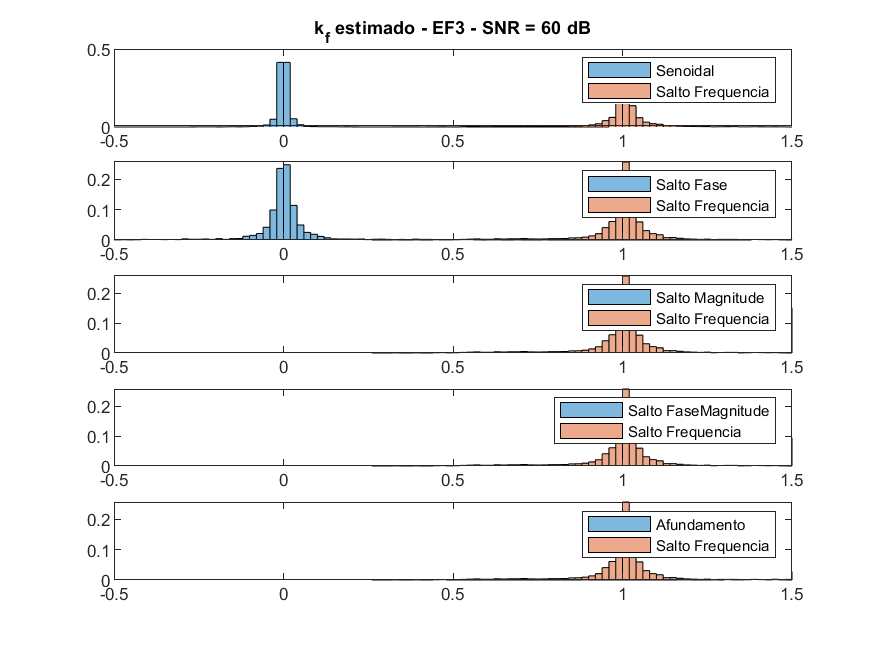 k_f estimado - EF3 - SNR = 60 dB
0.5
0
Senoidal
Salto Frequencia
-0.5 0 0.5 1 1.5
0.2
0.1
0
Salto Fase
Salto Frequencia
-0.5 0 0.5 1 1.5
0.2
0.1
0
Salto Magnitude
Salto Frequencia
-0.5 0 0.5 1 1.5
0.2
0.1
0
Salto FaseMagnitude
Salto Frequencia
-0.5 0 0.5 1 1.5
0.2
0.1
0
Afundamento
Salto Frequencia
-0.5 0 0.5 1 1.5